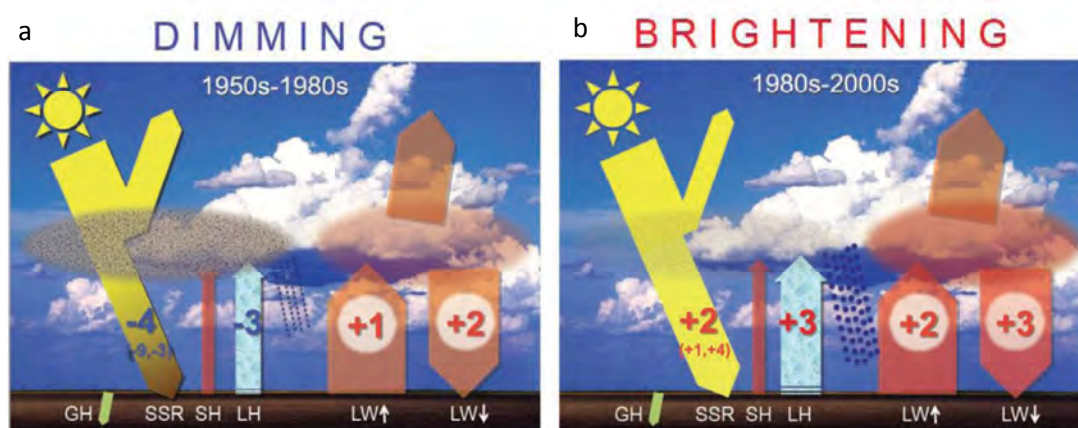 a
DIMMING
1950s-1980s
-4
(-9,-3)
-3
+1
+2
GH
SSR
SH
LH
LW↑
LW↓
b
BRIGHTENING
1980s-2000s
+2
(+1,+4)
+3
+2
+3
GH
SSR
SH
LH
LW↑
LW↓